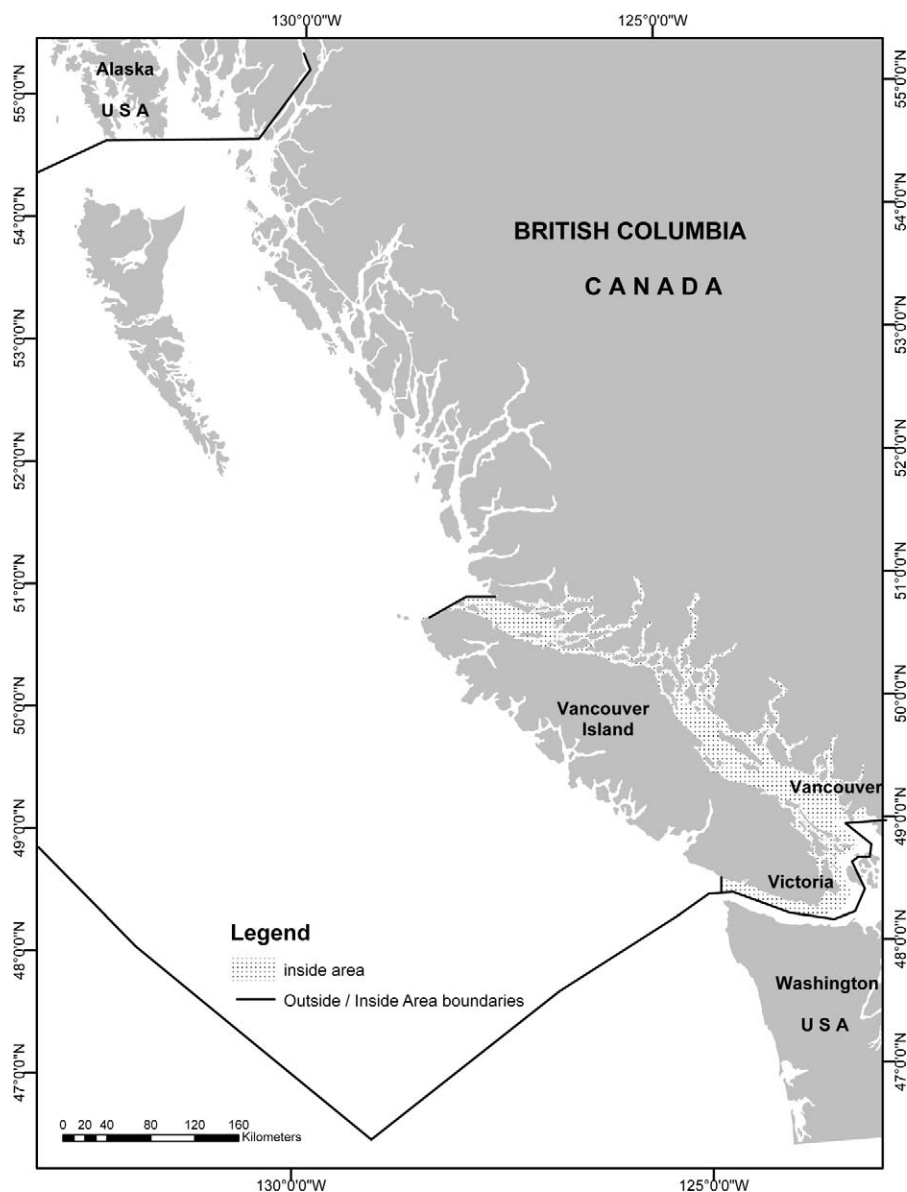 130°0'0"W 125°0'0"W
Alaska
U S A
BRITISH COLUMBIA
C A N A D A
Vancouver
Island
Vancouver
Victoria
Washington
U S A
Legend
inside area
Outside / Inside Area boundaries
0 20 40 80 120 160
Kilometers
55°0'0"N
54°0'0"N
53°0'0"N
52°0'0"N
51°0'0"N
50°0'0"N
49°0'0"N
48°0'0"N
47°0'0"N
55°0'0"N
54°0'0"N
53°0'0"N
52°0'0"N
51°0'0"N
50°0'0"N
49°0'0"N
48°0'0"N
47°0'0"N
130°0'0"W 125°0'0"W